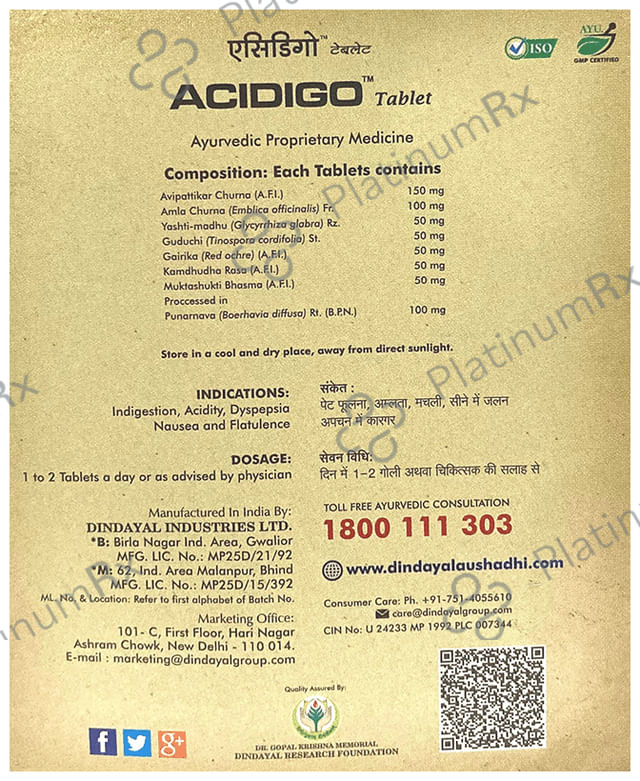 एसिडिगो™ टेबलेट
ISO
AYU.
GMP CERTIFIED
ACIDIGO™ Tablet
Ayurvedic Proprietary Medicine
Composition: Each Tablets contains
Avipattikar Churna (A.F.I.) 150 mg
Amla Churna (Emblica officinalis) Fr. 100 mg
Yashti-madhu (Glycyrrhiza glabra) Rz. 50 mg
Guduchi (Tinospora cordifolia) St. 50 mg
Gairika (Red ochre) (A.F.I.) 50 mg
Kamdhudha Rasa (A.F.I.) 50 mg
Muktashukti Bhasma (A.F.I.) 50 mg
Proccessed in
Punarnava (Boerhavia diffusa) Rt. (B.P.N.) 100 mg
Store in a cool and dry place, away from direct sunlight.
INDICATIONS:
Indigestion, Acidity, Dyspepsia
Nausea and Flatulence
संकेत :
पेट फूलना, अम्लता, मचली, सीने में जलन
अपचन में कारगर
DOSAGE:
1 to 2 Tablets a day or as advised by physician
सेवन विधि:
दिन में 1-2 गोली अथवा चिकित्सक की सलाह से
Manufactured In India By:
DINDAYAL INDUSTRIES LTD.
*B: Birla Nagar Ind. Area, Gwalior
MFG. LIC. No.: MP25D/21/92
*M: 62, Ind. Area Malanpur, Bhind
MFG. LIC. No.: MP25D/15/392
ML. No. & Location: Refer to first alphabet of Batch No.
Marketing Office:
101- C, First Floor, Hari Nagar
Ashram Chowk, New Delhi - 110 014.
E-mail : marketing@dindayalgroup.com
TOLL FREE AYURVEDIC CONSULTATION
1800 111 303
www.dindayalaushadhi.com
Consumer Care: Ph. +91-751-4055610
care@dindayalgroup.com
CIN No: U 24233 MP 1992 PLC 007344
Quality Assured By:
DR. GOPAL KRISHNA MEMORIAL
DINDAYAL RESEARCH FOUNDATION
f
g+
PlatinumRx
PlatinumRx
PlatinumRx
PlatinumRx